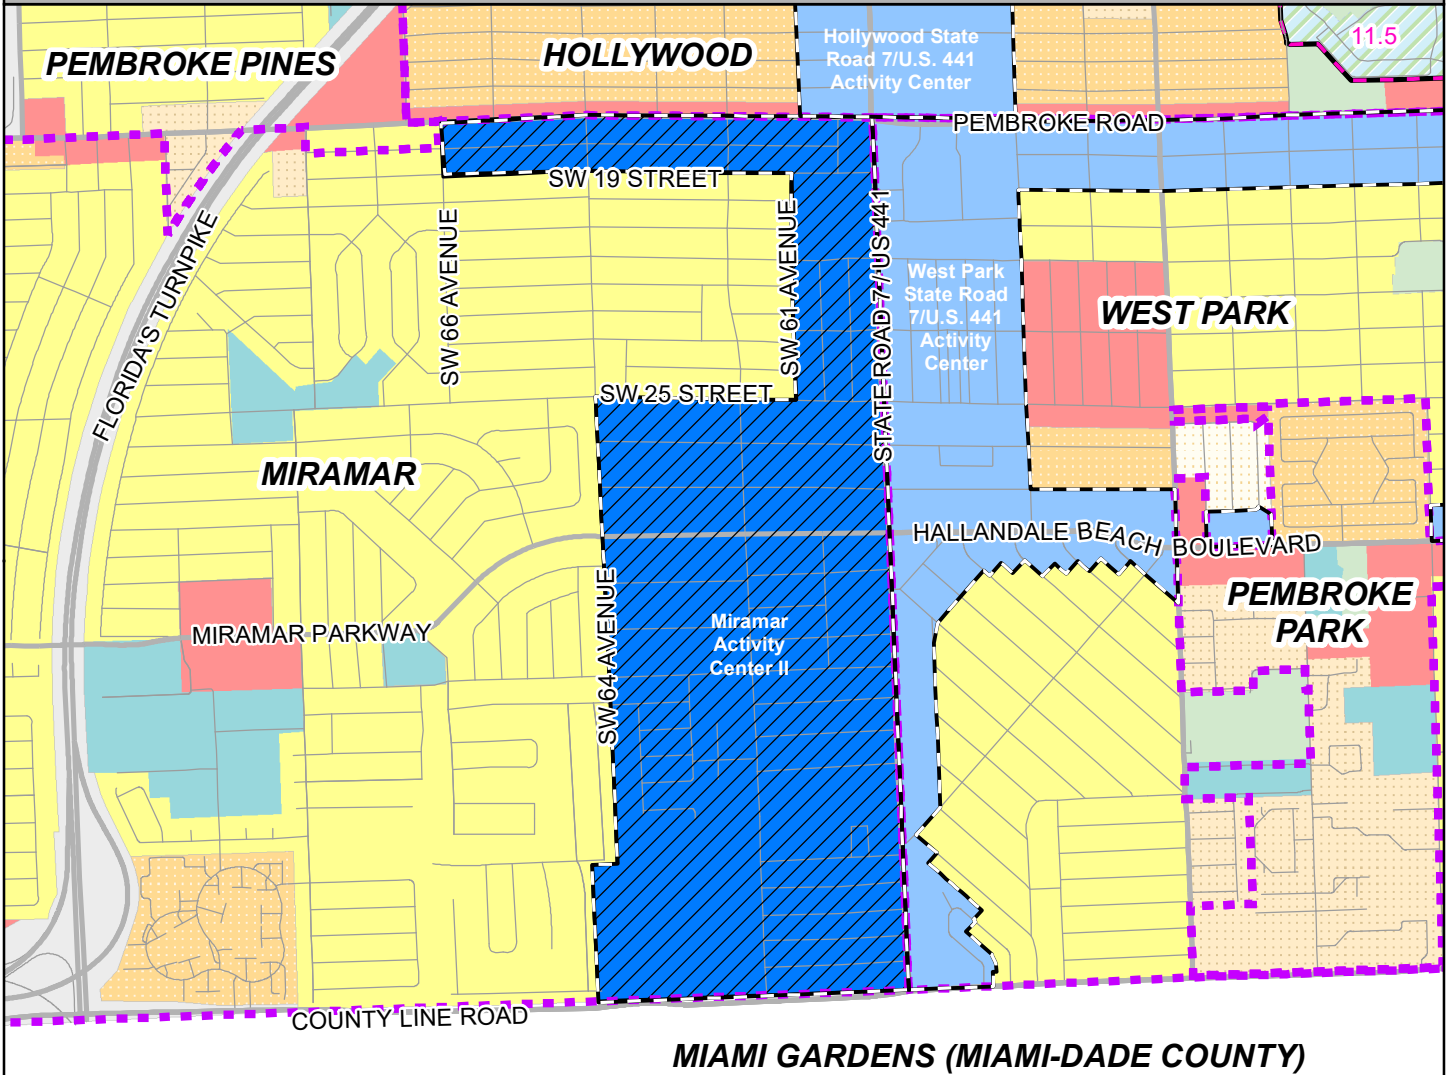 PEMBROKE PINES
HOLLYWOOD
Hollywood State
Road 7/U.S. 441
Activity Center
11.5
PEMBROKE ROAD
SW 19 STREET
SW 66 AVENUE
SW 61 AVENUE
STATE ROAD 7 / US 441
FLORIDA'S TURNPIKE
West Park
State Road
7/U.S. 441
Activity
Center
WEST PARK
SW 25 STREET
MIRAMAR
HALLANDALE BEACH BOULEVARD
SW 64 AVENUE
MIRAMAR PARKWAY
Miramar
Activity
Center II
PEMBROKE
PARK
COUNTY LINE ROAD
MIAMI GARDENS (MIAMI-DADE COUNTY)